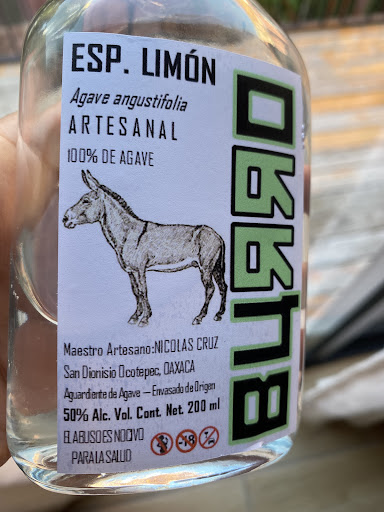 ESP. LIMÓN
Agave angustifolia
ARTESANAL
100% DE AGAVE
Maestro Artesano:NICOLAS CRUZ
San Dionisio Ocotepec, OAXACA
Aguardiente de Agave — Envasado de Origen
50% Alc. Vol. Cont. Net. 200 ml
EL ABUSO ES NOCIVO
PARA LA SALUD
-18
BURRO